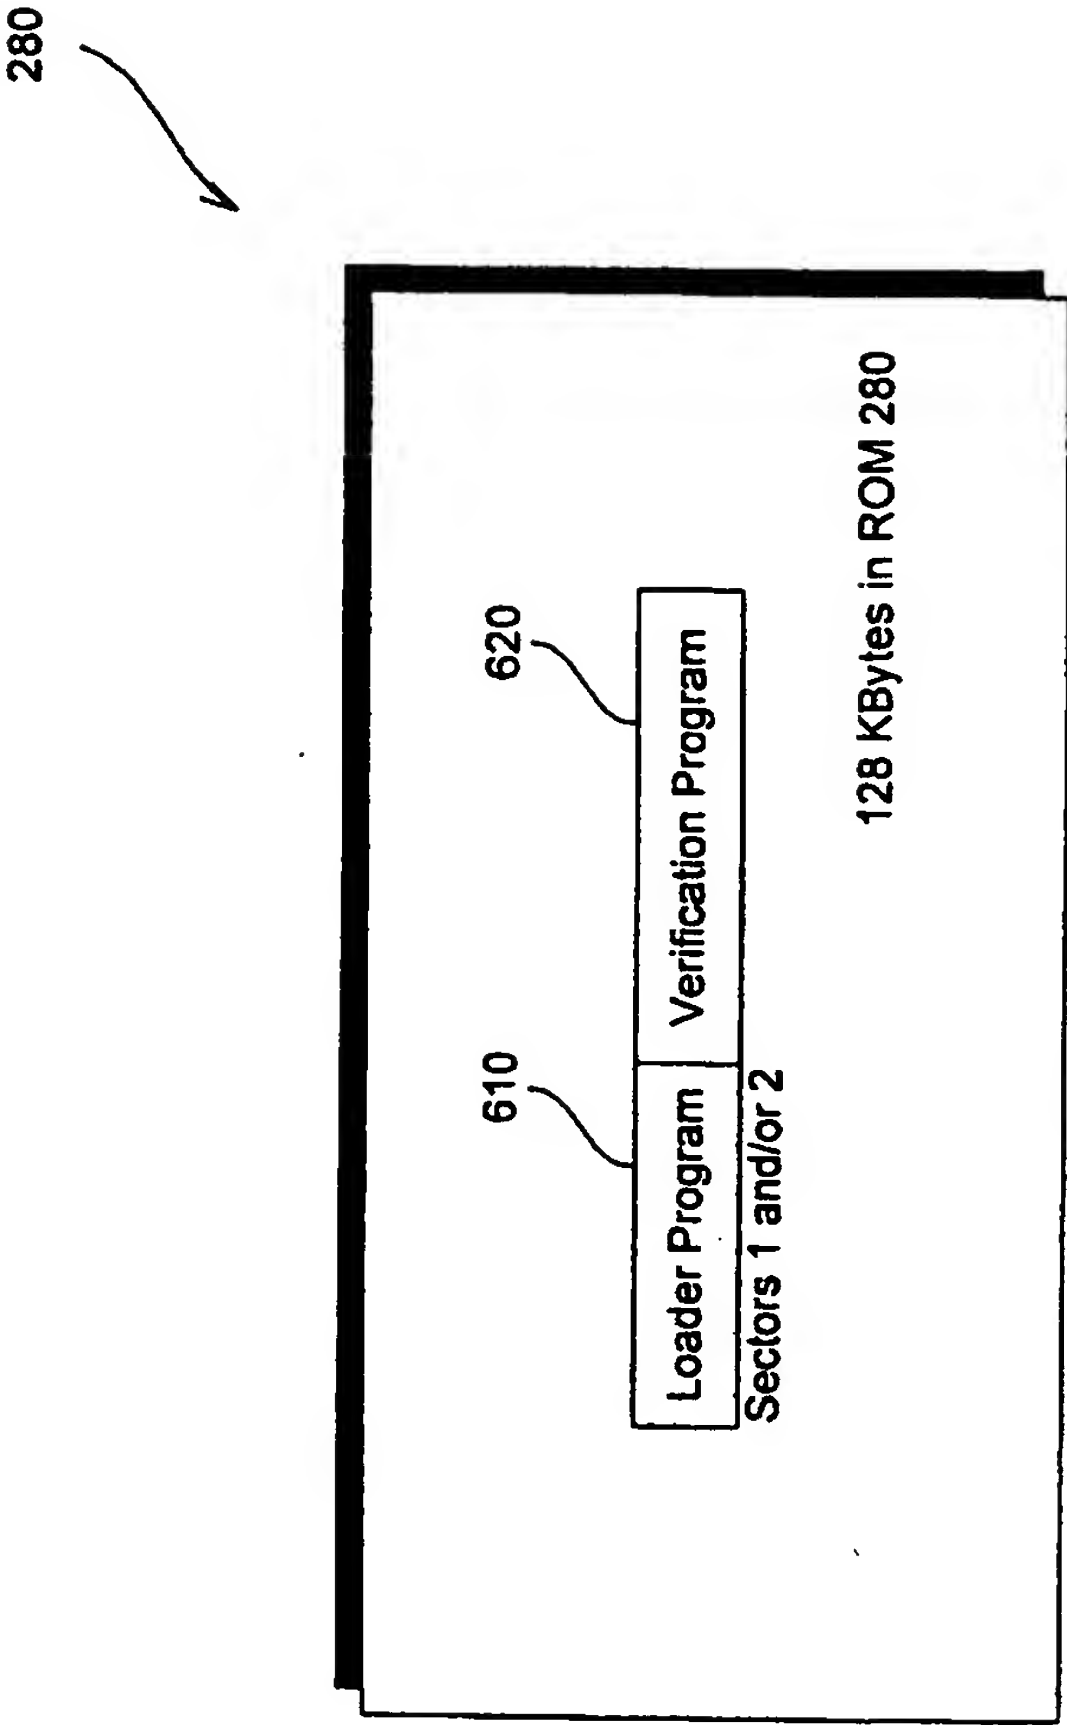 280
610
620
Loader Program
Verification Program
Sectors 1 and/or 2
128 KBytes in ROM 280